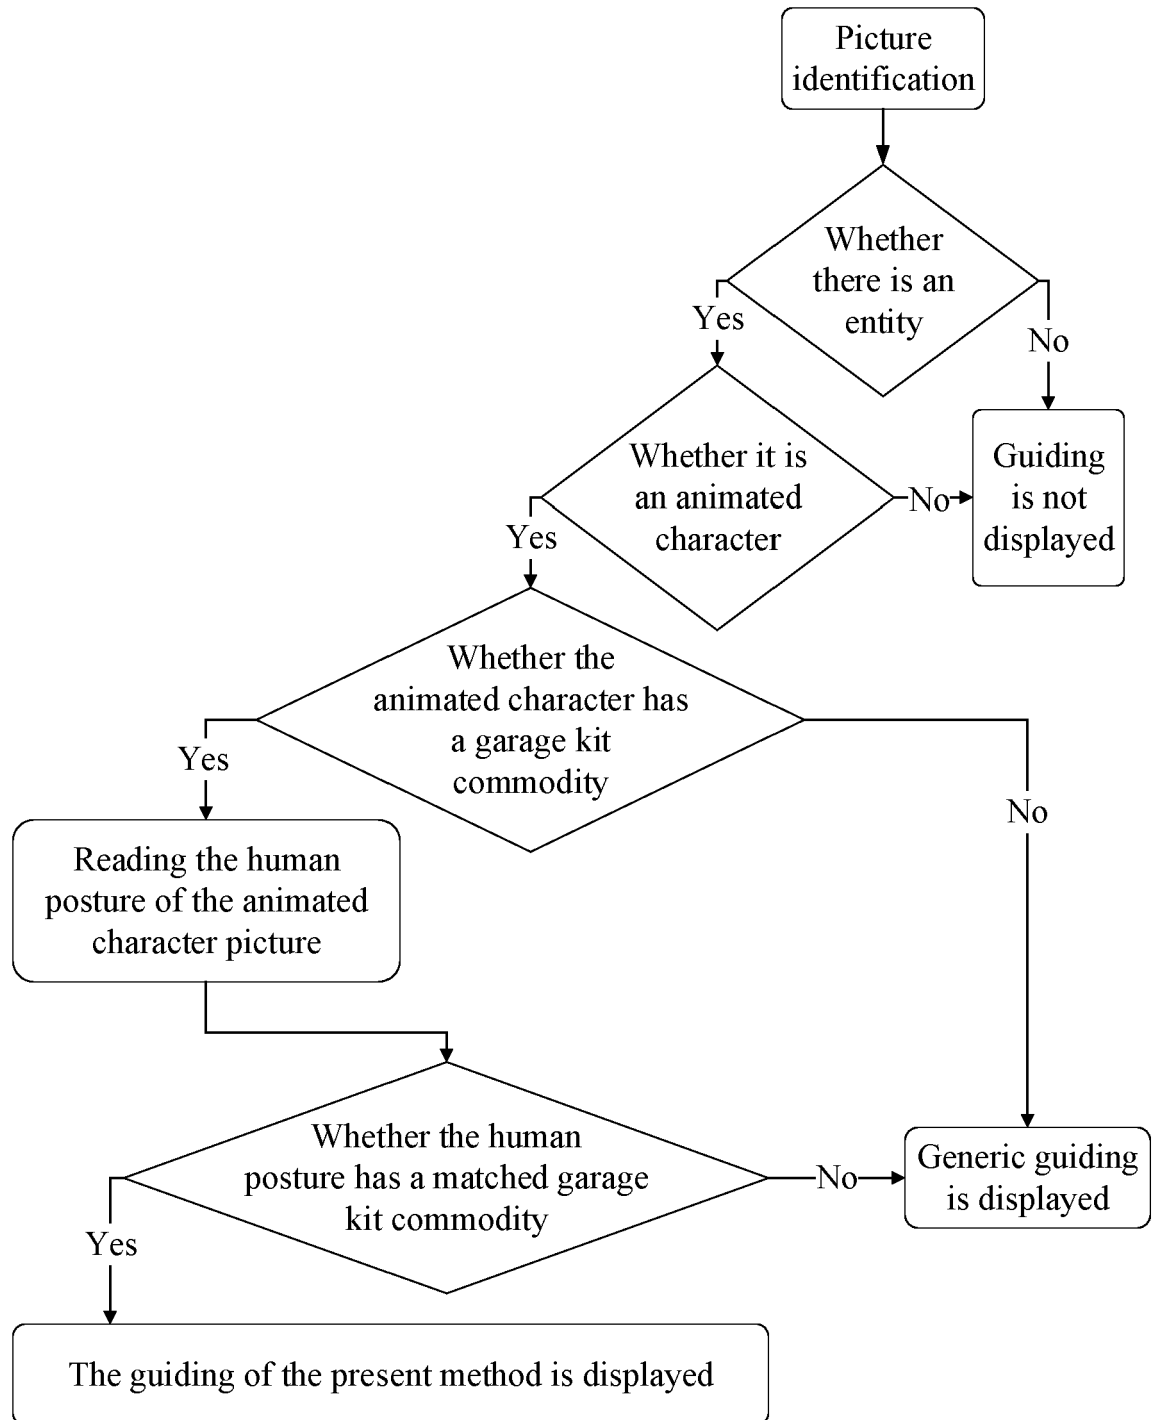 Picture
identification
Whether
there is an
entity
Yes
No
Whether it is
an animated
character
No
Guiding
is not
displayed
Yes
Whether the
animated character has
a garage kit
commodity
Yes
No
Reading the human
posture of the animated
character picture
Whether the human
posture has a matched garage
kit commodity
No
Generic guiding
is displayed
Yes
The guiding of the present method is displayed